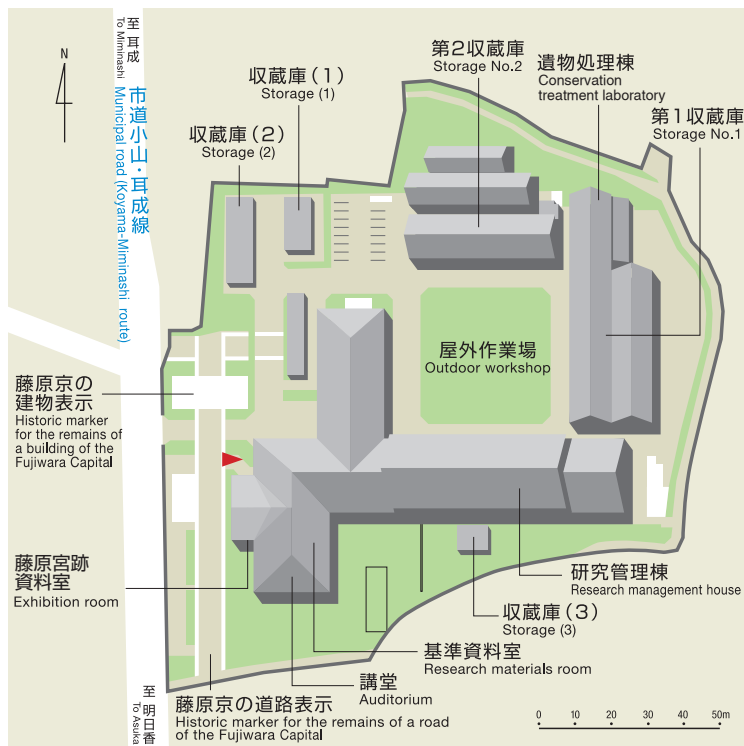 N
至 耳成
To Miminashi
市道小山・耳成線
Municipal road (Koyama-Miminashi route)
収蔵庫(1)
Storage (1)
収蔵庫(2)
Storage (2)
第2収蔵庫
Storage No.2
遺物処理棟
Conservation
treatment laboratory
第1収蔵庫
Storage No.1
屋外作業場
Outdoor workshop
藤原京の
建物表示
Historic marker
for the remains of
a building of the
Fujiwara Capital
藤原宮跡
資料室
Exhibition room
研究管理棟
Research management house
収蔵庫(3)
Storage (3)
基準資料室
Research materials room
講堂
Auditorium
藤原京の道路表示
Historic marker for the remains of a road
of the Fujiwara Capital
至 明日香
To Asuka
0 10 20 30 40 50m